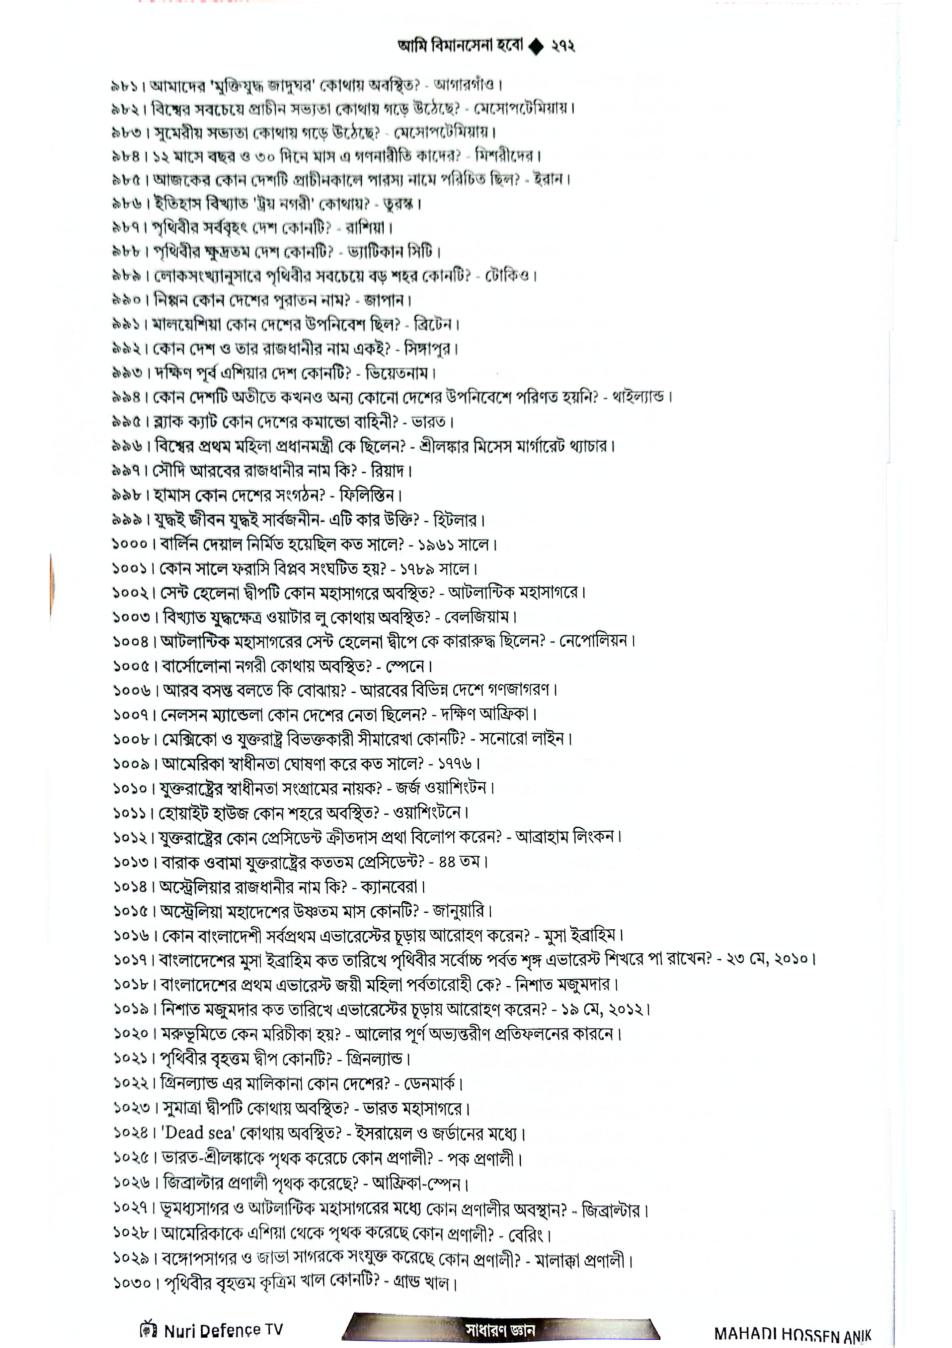 আমি বিমানসেনা হবো ◆ ২৭২
৯৮১। আমাদের 'মুক্তিযুদ্ধ জাদুঘর' কোথায় অবস্থিত? - আগারগাঁও।
৯৮২। বিশ্বের সবচেয়ে প্রাচীন সভ্যতা কোথায় গড়ে উঠেছে? - মেসোপটেমিয়ায়।
৯৮৩। সুমেরীয় সভ্যতা কোথায় গড়ে উঠেছে? - মেসোপটেমিয়ায়।
৯৮৪। ১২ মাসে বছর ও ৩০ দিনে মাস এ গণনারীতি কাদের? - মিশরীদের।
৯৮৫। আজকের কোন দেশটি প্রাচীনকালে পারস্য নামে পরিচিত ছিল? - ইরান।
৯৮৬। ইতিহাস বিখ্যাত 'ট্রয় নগরী' কোথায়? - তুরস্ক।
৯৮৭। পৃথিবীর সর্ববৃহৎ দেশ কোনটি? - রাশিয়া।
৯৮৮। পৃথিবীর ক্ষুদ্রতম দেশ কোনটি? - ভ্যাটিকান সিটি।
৯৮৯। লোকসংখ্যানুসারে পৃথিবীর সবচেয়ে বড় শহর কোনটি? - টোকিও।
৯৯০। নিপ্পন কোন দেশের পুরাতন নাম? - জাপান।
৯৯১। মালয়েশিয়া কোন দেশের উপনিবেশ ছিল? - ব্রিটেন।
৯৯২। কোন দেশ ও তার রাজধানীর নাম একই? - সিঙ্গাপুর।
৯৯৩। দক্ষিণ পূর্ব এশিয়ার দেশ কোনটি? - ভিয়েতনাম।
৯৯৪। কোন দেশটি অতীতে কখনও অন্য কোনো দেশের উপনিবেশে পরিণত হয়নি? - থাইল্যান্ড।
৯৯৫। ব্ল্যাক ক্যাট কোন দেশের কমান্ডো বাহিনী? - ভারত।
৯৯৬। বিশ্বের প্রথম মহিলা প্রধানমন্ত্রী কে ছিলেন? - শ্রীলঙ্কার মিসেস মার্গারেট থ্যাচার।
৯৯৭। সৌদি আরবের রাজধানীর নাম কি? - রিয়াদ।
৯৯৮। হামাস কোন দেশের সংগঠন? - ফিলিস্তিন।
৯৯৯। যুদ্ধই জীবন যুদ্ধই সার্বজনীন- এটি কার উক্তি? - হিটলার।
১০০০। বার্লিন দেয়াল নির্মিত হয়েছিল কত সালে? - ১৯৬১ সালে।
১০০১। কোন সালে ফরাসি বিপ্লব সংঘটিত হয়? - ১৭৮৯ সালে।
১০০২। সেন্ট হেলেনা দ্বীপটি কোন মহাসাগরে অবস্থিত? - আটলান্টিক মহাসাগরে।
১০০৩। বিখ্যাত যুদ্ধক্ষেত্র ওয়াটার লু কোথায় অবস্থিত? - বেলজিয়াম।
১০০৪। আটলান্টিক মহাসাগরের সেন্ট হেলেনা দ্বীপে কে কারারুদ্ধ ছিলেন? - নেপোলিয়ন।
১০০৫। বার্সোলোনা নগরী কোথায় অবস্থিত? - স্পেনে।
১০০৬। আরব বসন্ত বলতে কি বোঝায়? - আরবের বিভিন্ন দেশে গণজাগরণ।
১০০৭। নেলসন ম্যান্ডেলা কোন দেশের নেতা ছিলেন? - দক্ষিণ আফ্রিকা।
১০০৮। মেক্সিকো ও যুক্তরাষ্ট্র বিভক্তকারী সীমারেখা কোনটি? - সনোরো লাইন।
১০০৯। আমেরিকা স্বাধীনতা ঘোষণা করে কত সালে? - ১৭৭৬।
১০১০। যুক্তরাষ্ট্রের স্বাধীনতা সংগ্রামের নায়ক? - জর্জ ওয়াশিংটন।
১০১১। হোয়াইট হাউজ কোন শহরে অবস্থিত? - ওয়াশিংটনে।
১০১২। যুক্তরাষ্ট্রের কোন প্রেসিডেন্ট ক্রীতদাস প্রথা বিলোপ করেন? - আব্রাহাম লিংকন।
১০১৩। বারাক ওবামা যুক্তরাষ্ট্রের কততম প্রেসিডেন্ট? - ৪৪ তম।
১০১৪। অস্ট্রেলিয়ার রাজধানীর নাম কি? - ক্যানবেরা।
১০১৫। অস্ট্রেলিয়া মহাদেশের উষ্ণতম মাস কোনটি? - জানুয়ারি।
১০১৬। কোন বাংলাদেশী সর্বপ্রথম এভারেস্টের চূড়ায় আরোহণ করেন? - মুসা ইব্রাহিম।
১০১৭। বাংলাদেশের মুসা ইব্রাহিম কত তারিখে পৃথিবীর সর্বোচ্চ পর্বত শৃঙ্গ এভারেস্ট শিখরে পা রাখেন? - ২৩ মে, ২০১০।
১০১৮। বাংলাদেশের প্রথম এভারেস্ট জয়ী মহিলা পর্বতারোহী কে? - নিশাত মজুমদার।
১০১৯। নিশাত মজুমদার কত তারিখে এভারেস্টের চূড়ায় আরোহণ করেন? - ১৯ মে, ২০১২।
১০২০। মরুভূমিতে কেন মরিচীকা হয়? - আলোর পূর্ণ অভ্যন্তরীণ প্রতিফলনের কারনে।
১০২১। পৃথিবীর বৃহত্তম দ্বীপ কোনটি? - গ্রিনল্যান্ড।
১০২২। গ্রিনল্যান্ড এর মালিকানা কোন দেশের? - ডেনমার্ক।
১০২৩। সুমাত্রা দ্বীপটি কোথায় অবস্থিত? - ভারত মহাসাগরে।
১০২৪। 'Dead sea' কোথায় অবস্থিত? - ইসরায়েল ও জর্ডানের মধ্যে।
১০২৫। ভারত-শ্রীলঙ্কাকে পৃথক করেচে কোন প্রণালী? - পক প্রণালী।
১০২৬। জিব্রাল্টার প্রণালী পৃথক করেছে? - আফ্রিকা-স্পেন।
১০২৭। ভূমধ্যসাগর ও আটলান্টিক মহাসাগরের মধ্যে কোন প্রণালীর অবস্থান? - জিব্রাল্টার।
১০২৮। আমেরিকাকে এশিয়া থেকে পৃথক করেছে কোন প্রণালী? - বেরিং।
১০২৯। বঙ্গোপসাগর ও জাভা সাগরকে সংযুক্ত করেছে কোন প্রণালী? - মালাক্কা প্রণালী।
১০৩০। পৃথিবীর বৃহত্তম কৃত্রিম খাল কোনটি? - গ্রান্ড খাল।
Nuri Defence TV
সাধারণ জ্ঞান
MAHADI HOSSEN ANIK